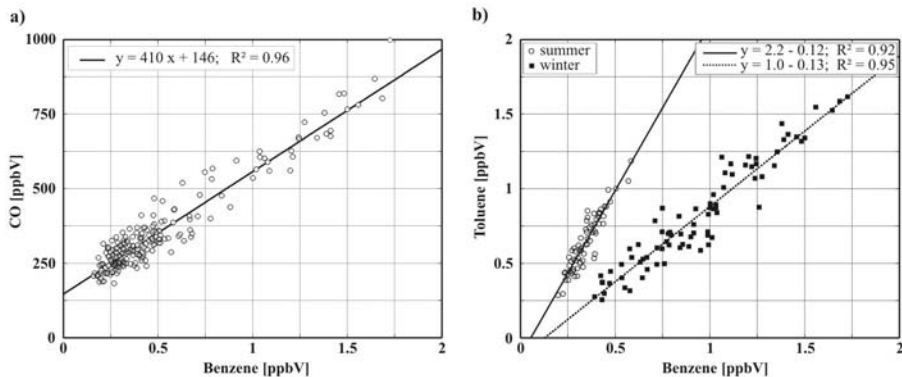 a)
y = 410 x + 146; R² = 0.96
1000
750
500
250
0
CO [ppbV]
0 0.5 1 1.5 2
Benzene [ppbV]
b)
summer
winter
y = 2.2 - 0.12; R² = 0.92
y = 1.0 - 0.13; R² = 0.95
2
1.5
1
0.5
0
Toluene [ppbV]
0.5 1 1.5 2
Benzene [ppbV]